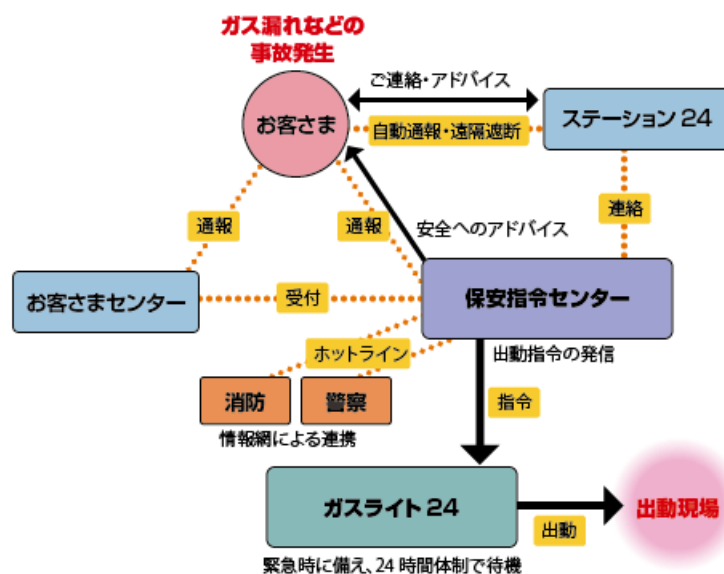 ガス漏れなどの
事故発生
お客さま
ご連絡・アドバイス
自動通報・遠隔遮断
ステーション24
通報
通報
安全へのアドバイス
連絡
お客さまセンター
受付
保安指令センター
ホットライン
出動指令の発信
消防
警察
指令
情報網による連携
ガスライト24
出動
出動現場
緊急時に備え、24時間体制で待機